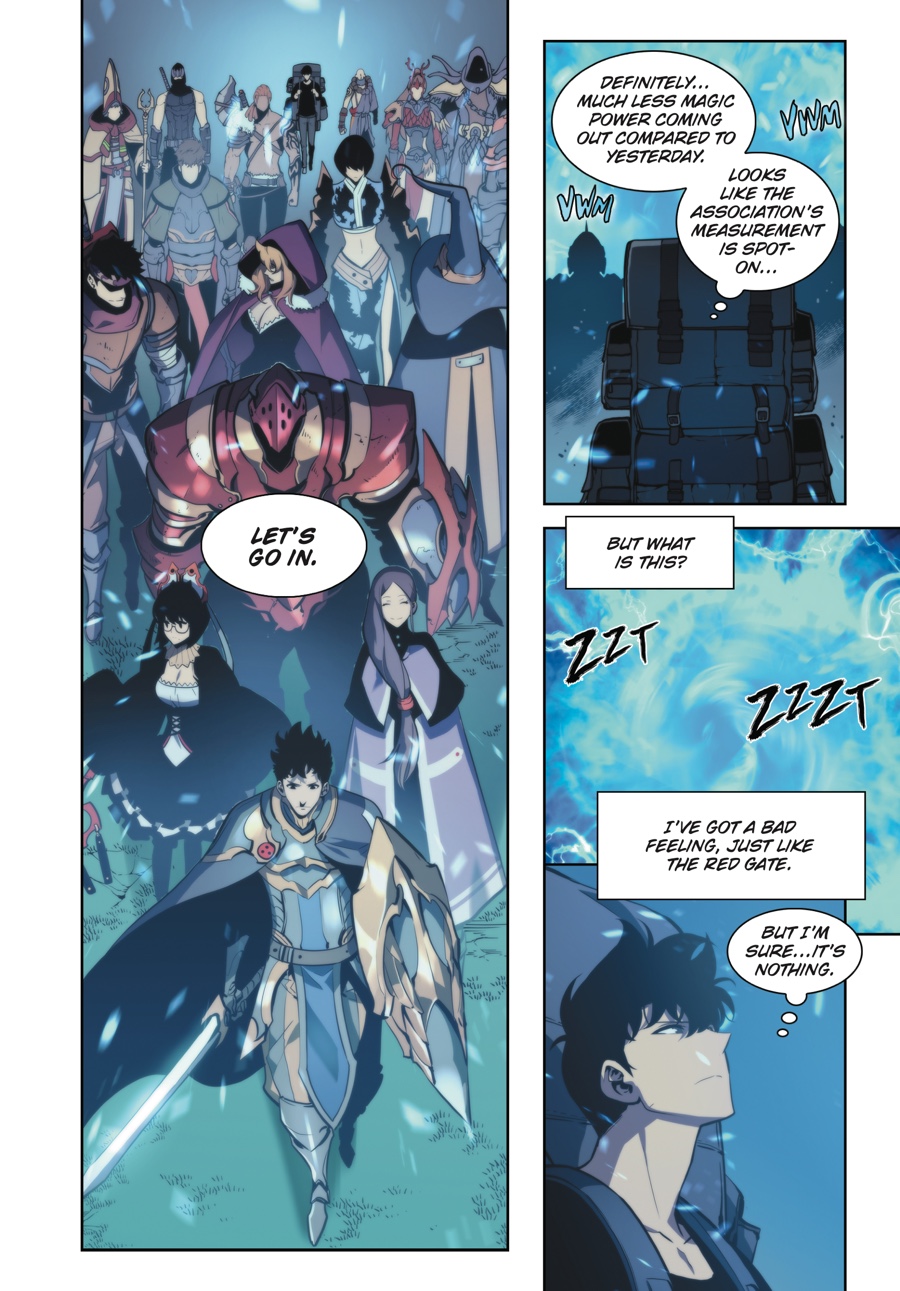 LET'S
GO IN.
DEFINITELY...
MUCH LESS MAGIC
POWER COMING
OUT COMPARED TO
YESTERDAY.
VWM
VWM
LOOKS
LIKE THE
ASSOCIATION'S
MEASUREMENT
IS SPOT-
ON...
BUT WHAT
IS THIS?
ZZT
ZZZT
I'VE GOT A BAD
FEELING, JUST LIKE
THE RED GATE.
BUT I'M
SURE...IT'S
NOTHING.